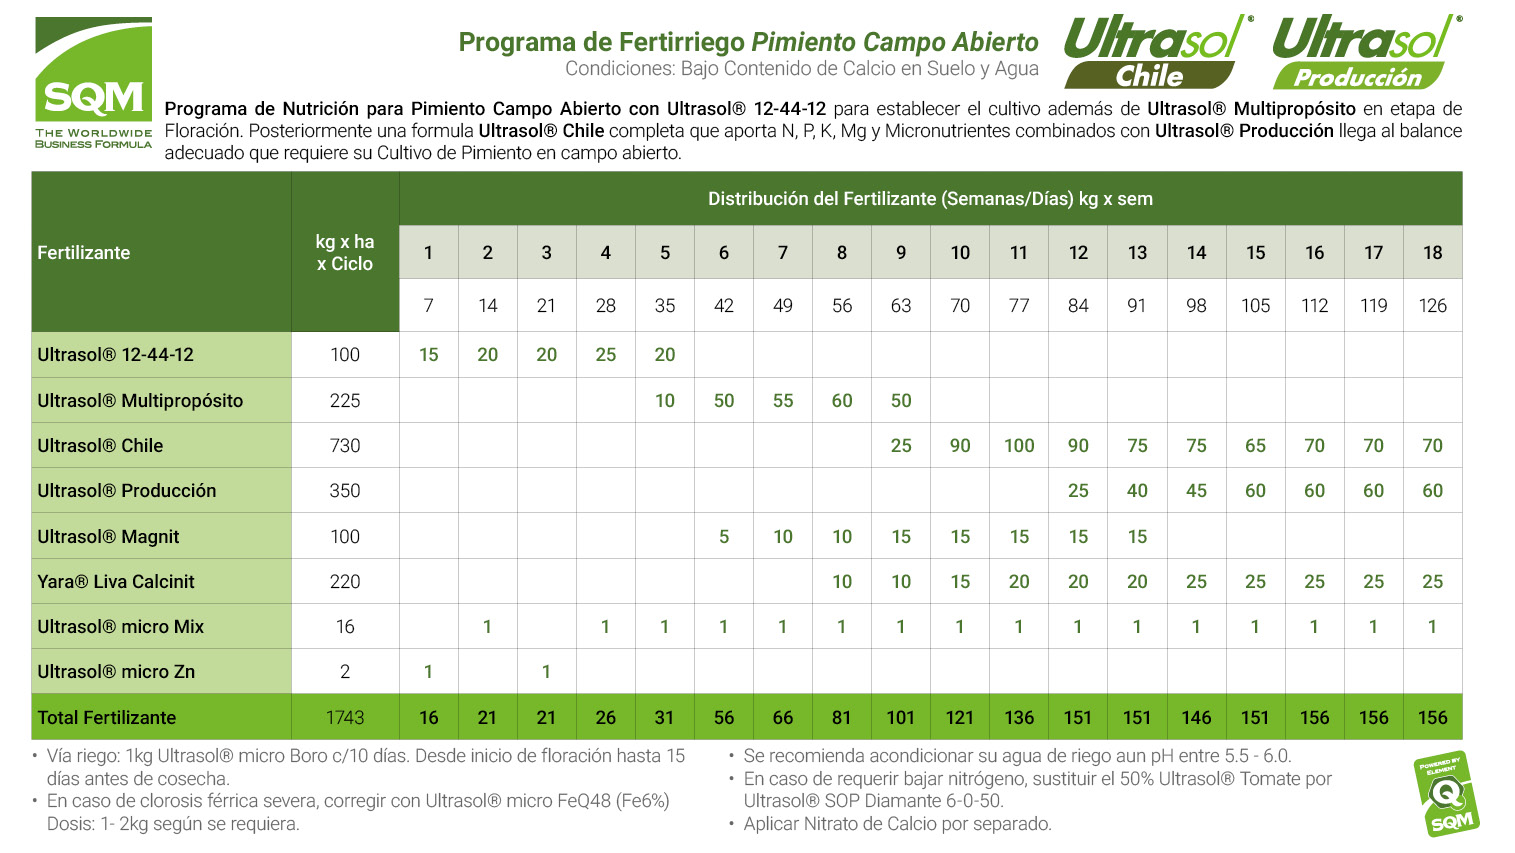 SQM
THE WORLDWIDE
BUSINESS FORMULA
Programa de Fertirriego Pimiento Campo Abierto
Condiciones: Bajo Contenido de Calcio en Suelo y Agua
Ultrasol®
Chile
Ultrasol®
Producción
Programa de Nutrición para Pimiento Campo Abierto con Ultrasol® 12-44-12 para establecer el cultivo además de Ultrasol® Multipropósito en etapa de
Floración. Posteriormente una formula Ultrasol® Chile completa que aporta N, P, K, Mg y Micronutrientes combinados con Ultrasol® Producción llega al balance
adecuado que requiere su Cultivo de Pimiento en campo abierto.
Fertilizante
kg x ha
x Ciclo
Distribución del Fertilizante (Semanas/Días) kg x sem
1 2 3 4 5 6 7 8 9 10 11 12 13 14 15 16 17 18
7 14 21 28 35 42 49 56 63 70 77 84 91 98 105 112 119 126
Ultrasol® 12-44-12 100 15 20 20 25 20
Ultrasol® Multipropósito 225 10 50 55 60 50
Ultrasol® Chile 730 25 90 100 90 75 75 65 70 70 70
Ultrasol® Producción 350 25 40 45 60 60 60 60
Ultrasol® Magnit 100 5 10 10 15 15 15 15 15
Yara® Liva Calcinit 220 10 10 15 20 20 20 25 25 25 25 25
Ultrasol® micro Mix 16 1 1 1 1 1 1 1 1 1 1 1 1 1 1 1 1
Ultrasol® micro Zn 2 1 1
Total Fertilizante 1743 16 21 21 26 31 56 66 81 101 121 136 151 151 146 151 156 156 156
• Vía riego: 1kg Ultrasol® micro Boro c/10 días. Desde inicio de floración hasta 15
días antes de cosecha.
• En caso de clorosis férrica severa, corregir con Ultrasol® micro FeQ48 (Fe6%)
Dosis: 1- 2kg según se requiera.
• Se recomienda acondicionar su agua de riego aun pH entre 5.5 - 6.0.
• En caso de requerir bajar nitrógeno, sustituir el 50% Ultrasol® Tomate por
Ultrasol® SOP Diamante 6-0-50.
• Aplicar Nitrato de Calcio por separado.
POWERED BY
ELEMENT
Q
SQM